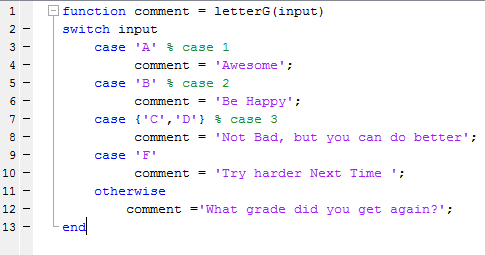 1 function comment = letterG(input)
2 switch input
3 case 'A' % case 1
4 comment = 'Awesome';
5 case 'B' % case 2
6 comment = 'Be Happy';
7 case {'C','D'} % case 3
8 comment = 'Not Bad, but you can do better';
9 case 'F'
10 comment = 'Try harder Next Time ';
11 otherwise
12 comment ='What grade did you get again?';
13 end